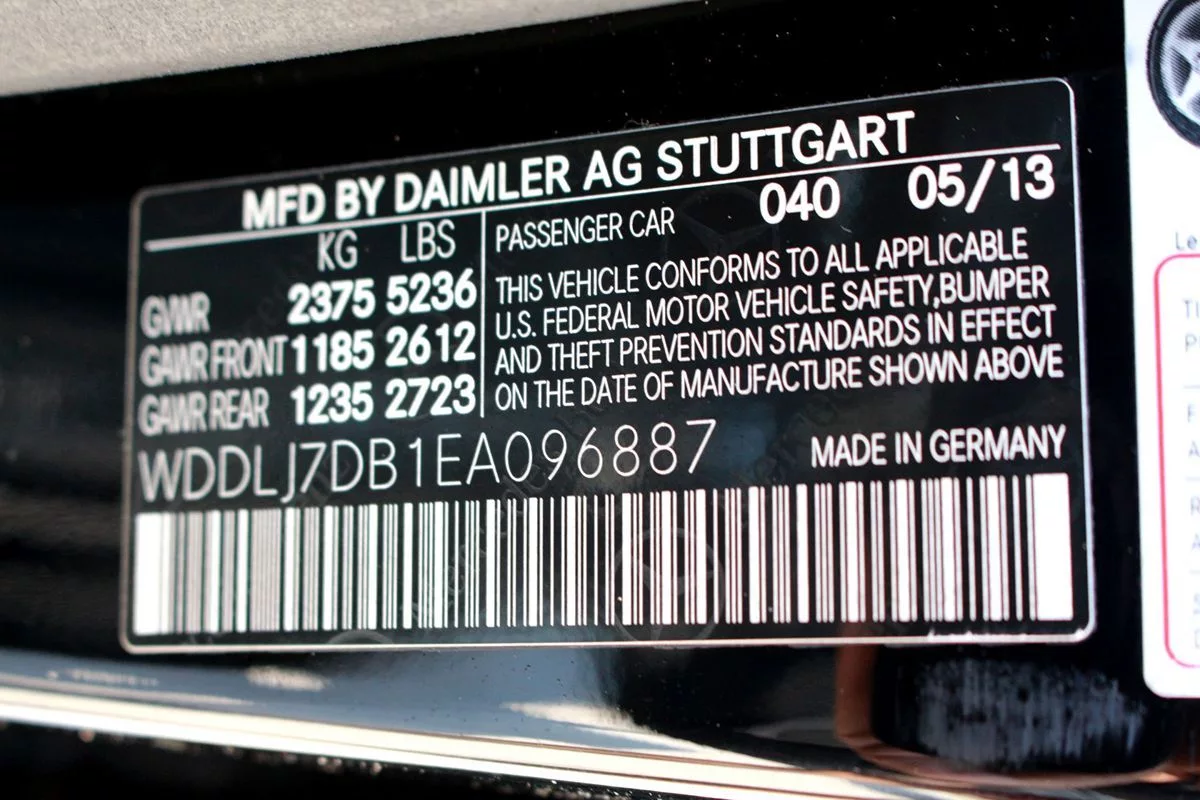 MFD BY DAIMLER AG STUTTGART
KG LBS
GVWR 2375 5236
GAWR FRONT 1185 2612
GAWR REAR 1235 2723
PASSENGER CAR 040 05/13
THIS VEHICLE CONFORMS TO ALL APPLICABLE
U.S. FEDERAL MOTOR VEHICLE SAFETY,BUMPER
AND THEFT PREVENTION STANDARDS IN EFFECT
ON THE DATE OF MANUFACTURE SHOWN ABOVE
WDDLJ7DB1EA096887
MADE IN GERMANY